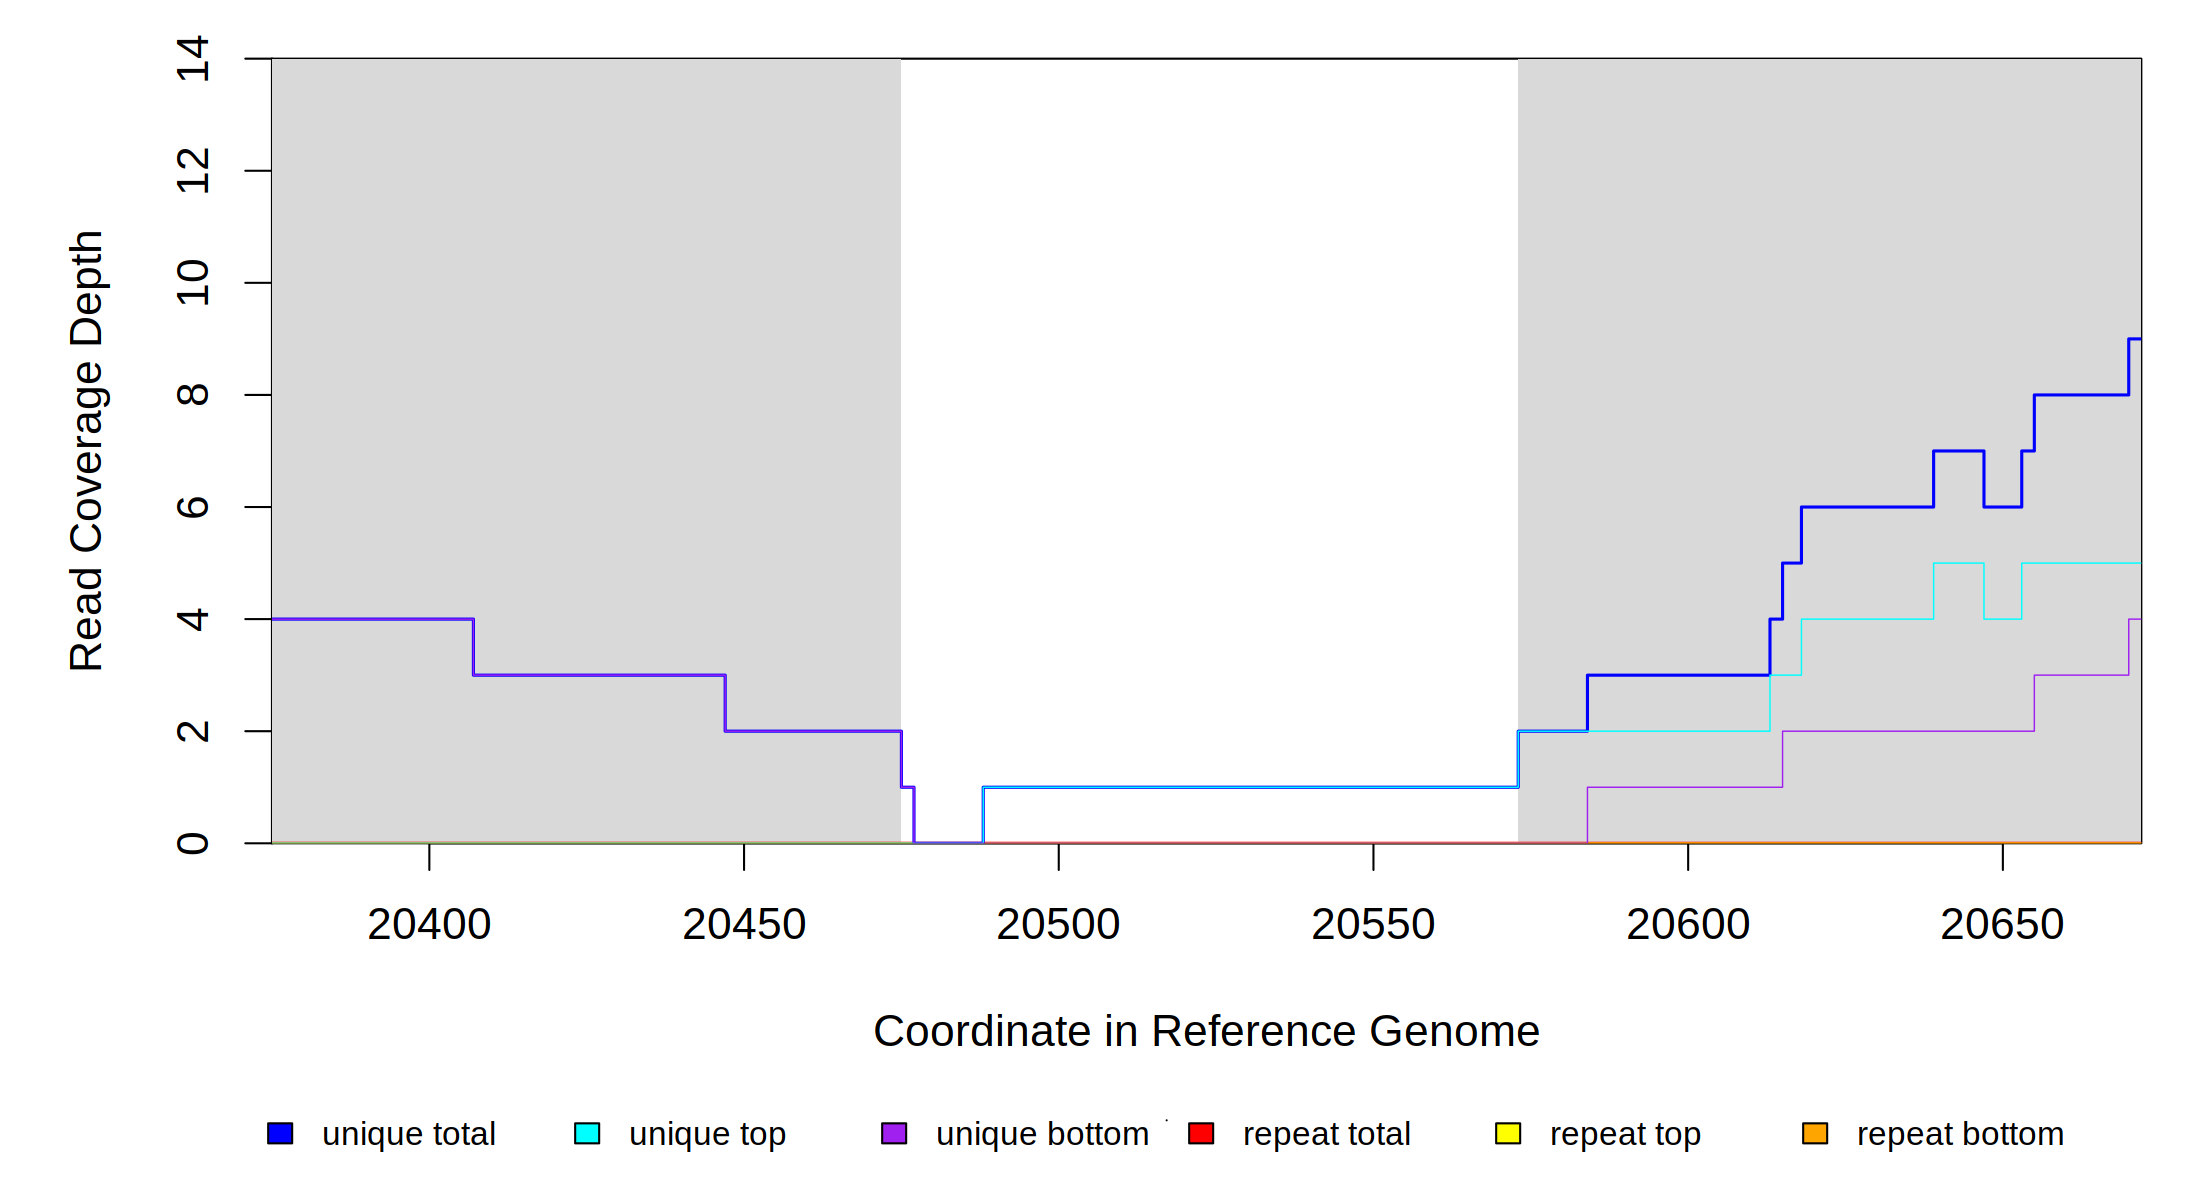 14
12
10
8
6
4
2
0
Read Coverage Depth
20400 20450 20500 20550 20600 20650
Coordinate in Reference Genome
unique total unique top unique bottom repeat total repeat top repeat bottom